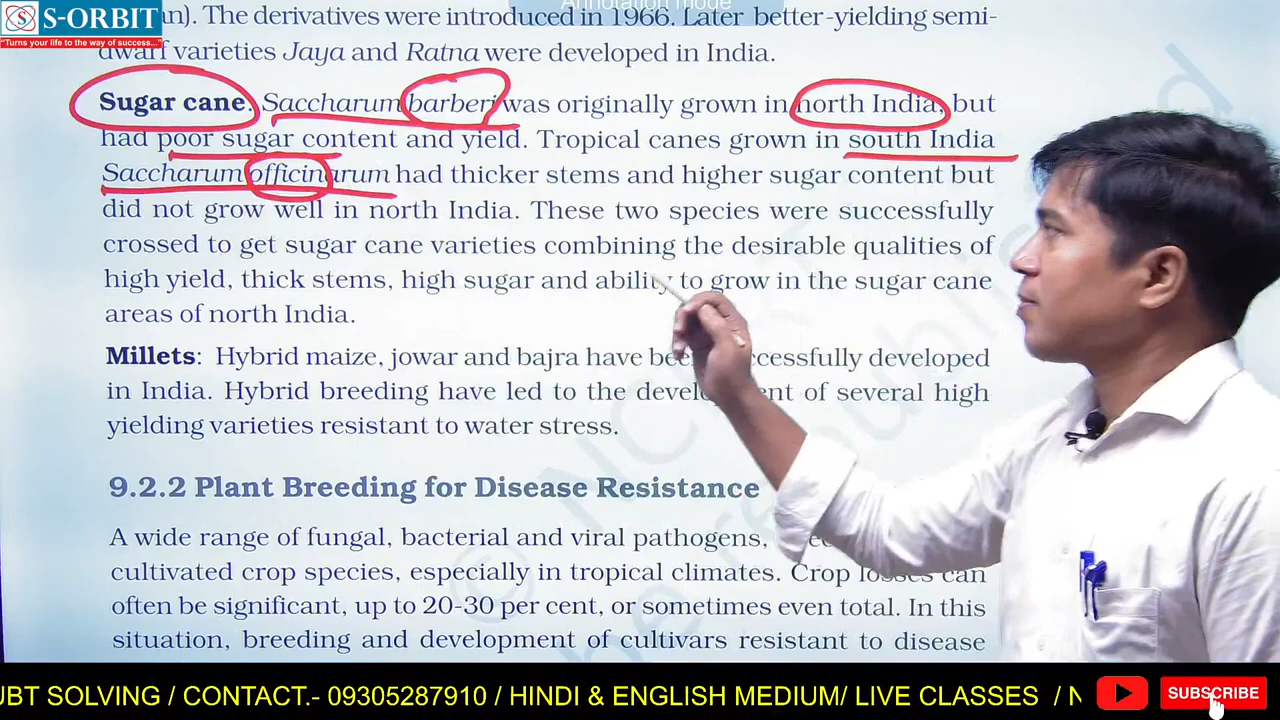 S-ORBIT
"Turns your life to the way of success..."
Annotation mode
The derivatives were introduced in 1966. Later better-yielding semi-
dwarf varieties Jaya and Ratna were developed in India.
Sugar cane: Saccharum barberi was originally grown in north India, but
had poor sugar content and yield. Tropical canes grown in south India
Saccharum officinarum had thicker stems and higher sugar content but
did not grow well in north India. These two species were successfully
crossed to get sugar cane varieties combining the desirable qualities of
high yield, thick stems, high sugar and ability to grow in the sugar cane
areas of north India.
Millets: Hybrid maize, jowar and bajra have been successfully developed
in India. Hybrid breeding have led to the development of several high
yielding varieties resistant to water stress.
9.2.2 Plant Breeding for Disease Resistance
A wide range of fungal, bacterial and viral pathogens,
cultivated crop species, especially in tropical climates. Crop losses can
often be significant, up to 20-30 per cent, or sometimes even total. In this
situation, breeding and development of cultivars resistant to disease
UBT SOLVING / CONTACT.- 09305287910 / HINDI & ENGLISH MEDIUM/ LIVE CLASSES / N
SUBSCRIBE